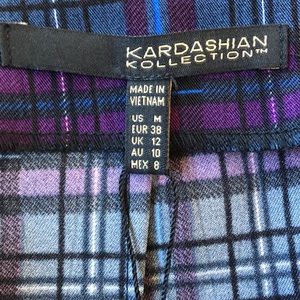 KARDASHIAN
KOLLECTION™
MADE IN
VIETNAM
US M
EUR 38
UK 12
AU 10
MEX 8